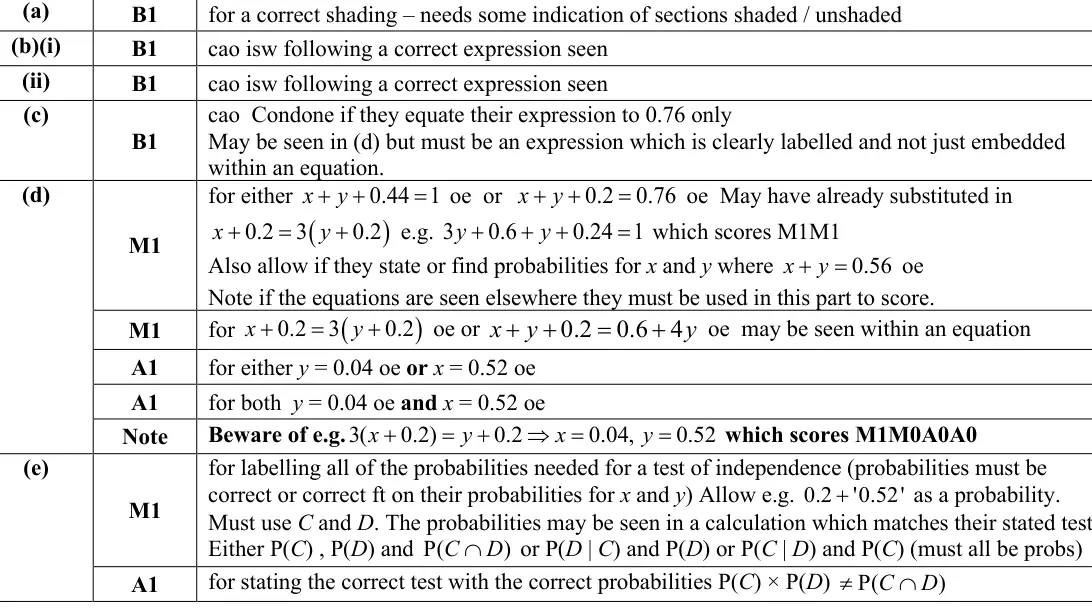 (a) B1 for a correct shading – needs some indication of sections shaded / unshaded
(b)(i) B1 cao isw following a correct expression seen
(ii) B1 cao isw following a correct expression seen
(c) B1 cao Condone if they equate their expression to 0.76 only
May be seen in (d) but must be an expression which is clearly labelled and not just embedded
within an equation.
(d) M1 for either x + y + 0.44 = 1 oe or x + y + 0.2 = 0.76 oe May have already substituted in
x + 0.2 = 3(y + 0.2) e.g. 3y + 0.6 + y + 0.24 = 1 which scores M1M1
Also allow if they state or find probabilities for x and y where x + y = 0.56 oe
Note if the equations are seen elsewhere they must be used in this part to score.
M1 for x + 0.2 = 3(y + 0.2) oe or x + y + 0.2 = 0.6 + 4y oe may be seen within an equation
A1 for either y = 0.04 oe or x = 0.52 oe
A1 for both y = 0.04 oe and x = 0.52 oe
Note Beware of e.g. 3(x + 0.2) = y + 0.2 ⇒ x = 0.04, y = 0.52 which scores M1M0A0A0
(e) M1 for labelling all of the probabilities needed for a test of independence (probabilities must be
correct or correct ft on their probabilities for x and y) Allow e.g. 0.2 + '0.52' as a probability.
Must use C and D. The probabilities may be seen in a calculation which matches their stated test
Either P(C) , P(D) and P(C ∩ D) or P(D | C) and P(D) or P(C | D) and P(C) (must all be probs)
A1 for stating the correct test with the correct probabilities P(C) × P(D) ≠ P(C ∩ D)